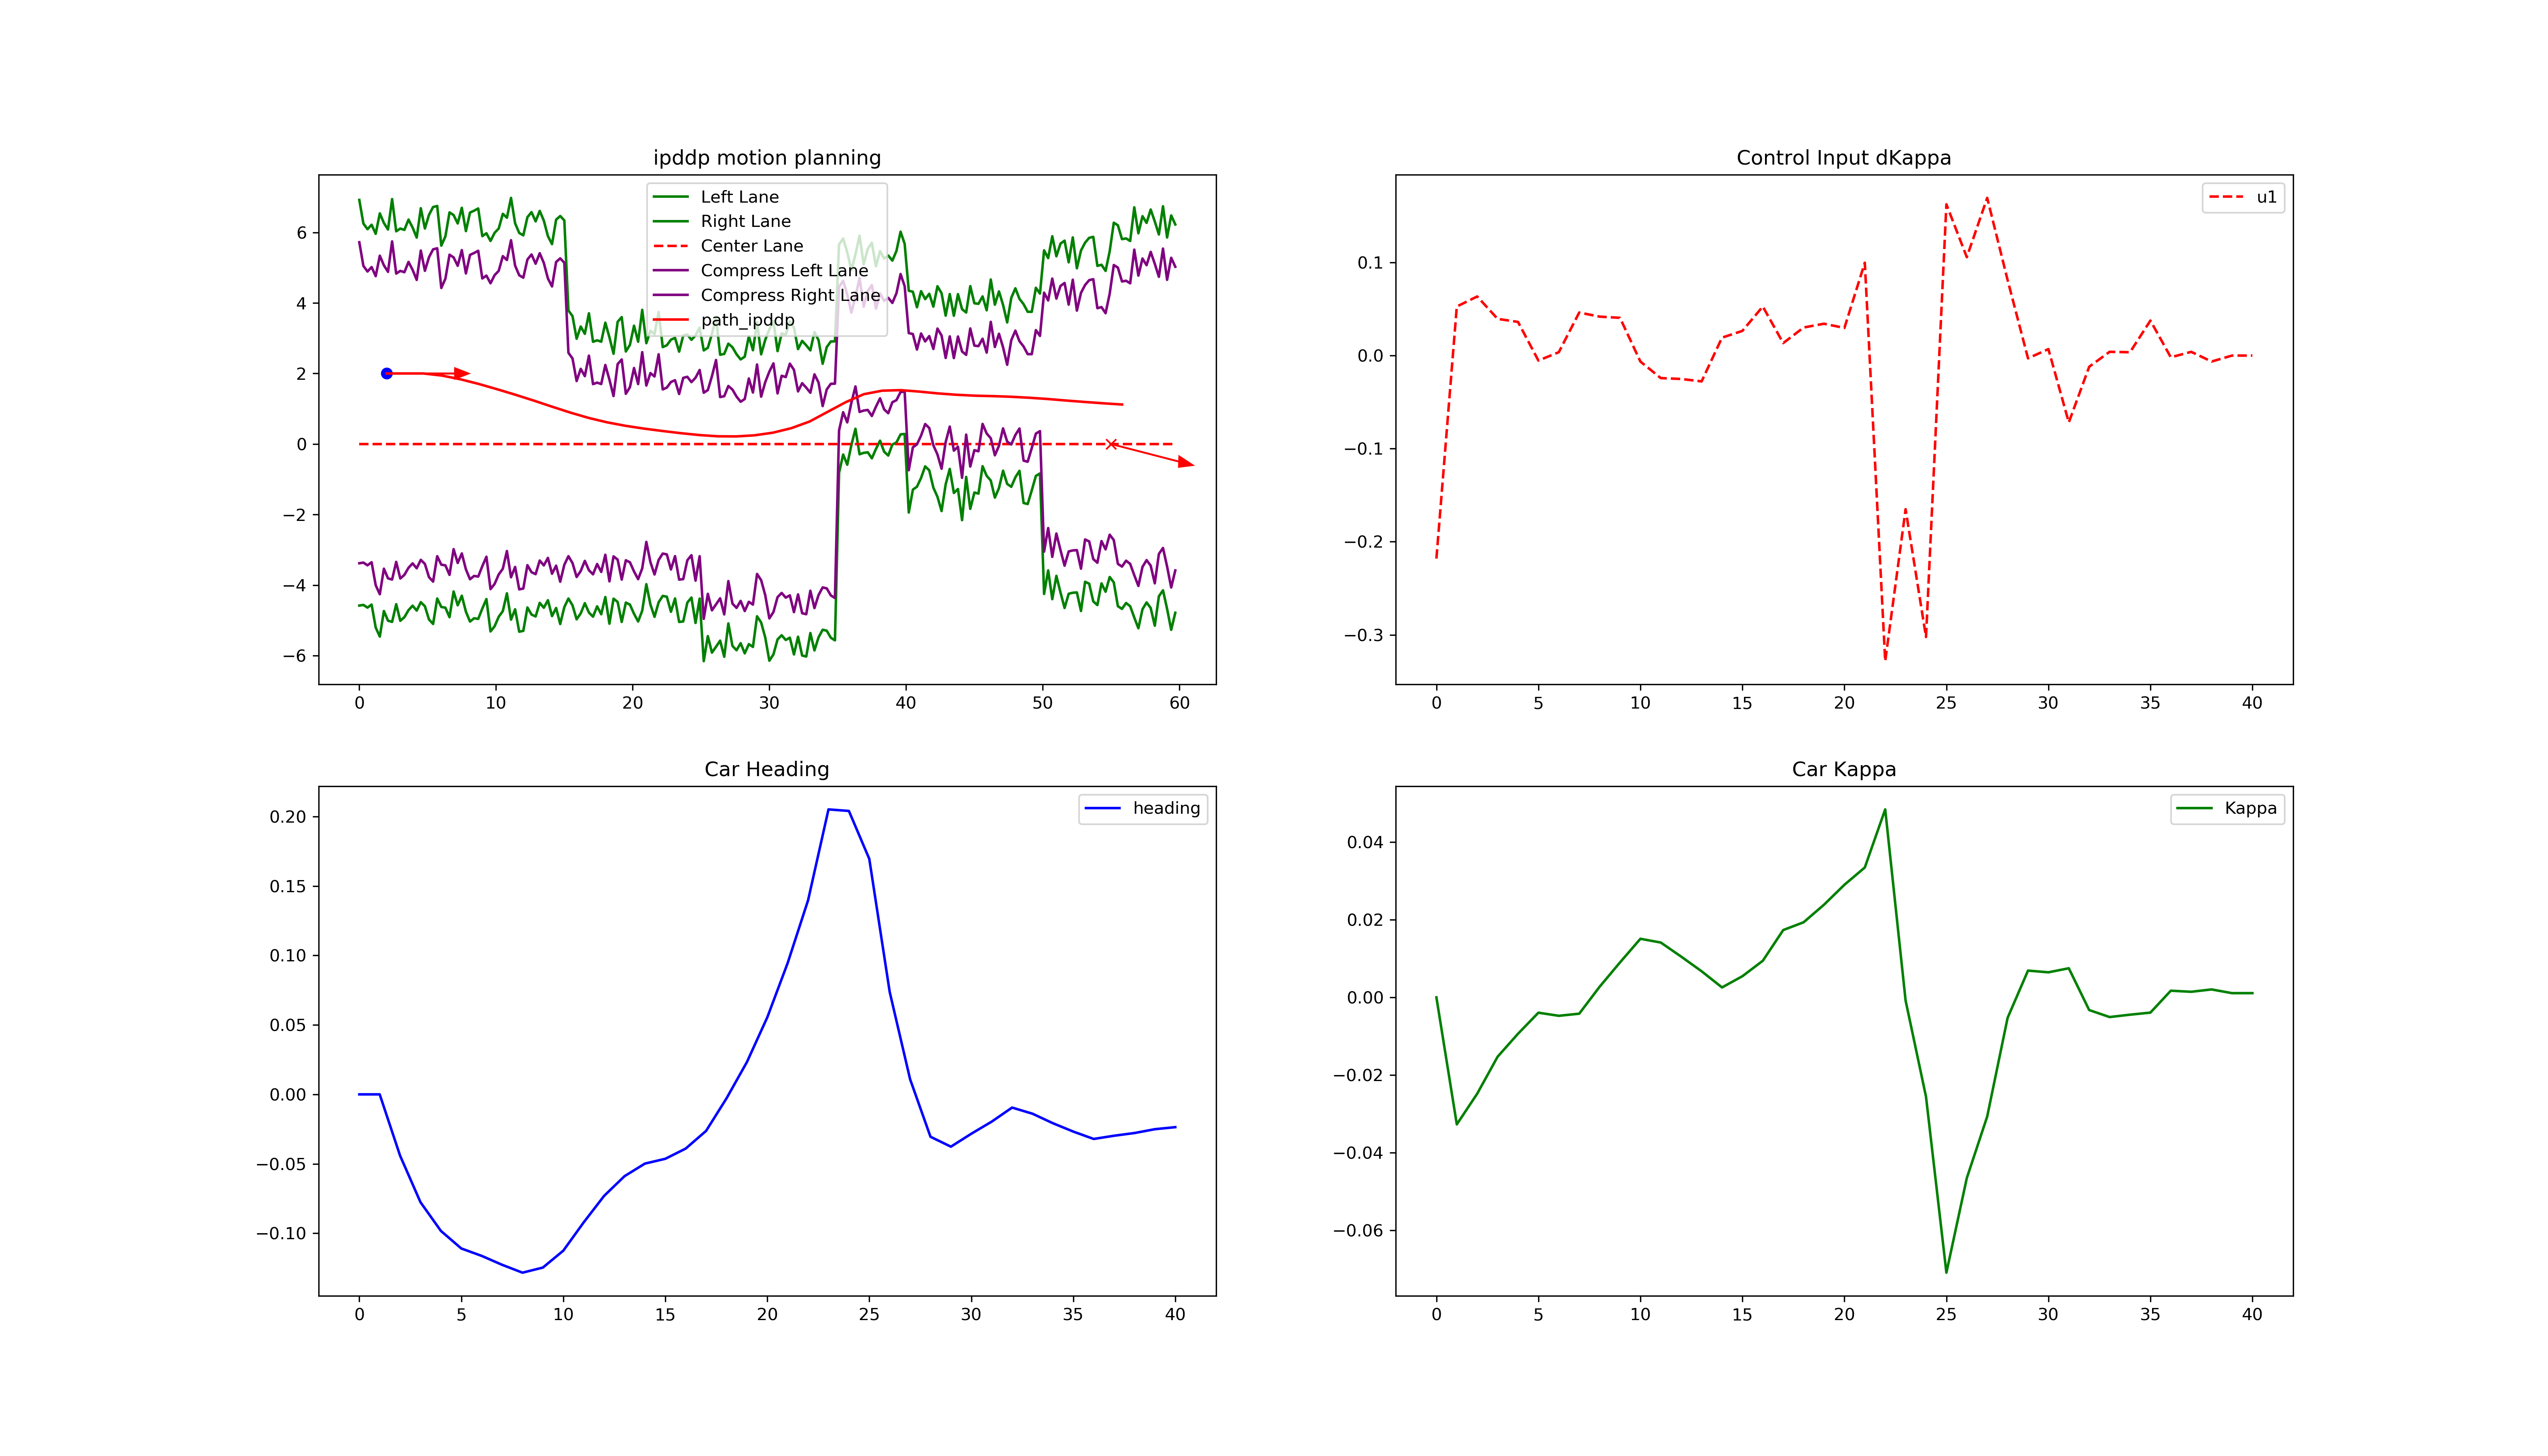 ipddp motion planning
Left Lane
Right Lane
Center Lane
Compress Left Lane
Compress Right Lane
path_ipddp
6
4
2
0
−2
−4
−6
0 10 20 30 40 50 60
Control Input dKappa
u1
0.1
0.0
−0.1
−0.2
−0.3
0 5 10 15 20 25 30 35 40
Car Heading
heading
0.20
0.15
0.10
0.05
0.00
−0.05
−0.10
0 5 10 15 20 25 30 35 40
Car Kappa
Kappa
0.04
0.02
0.00
−0.02
−0.04
−0.06
0 5 10 15 20 25 30 35 40